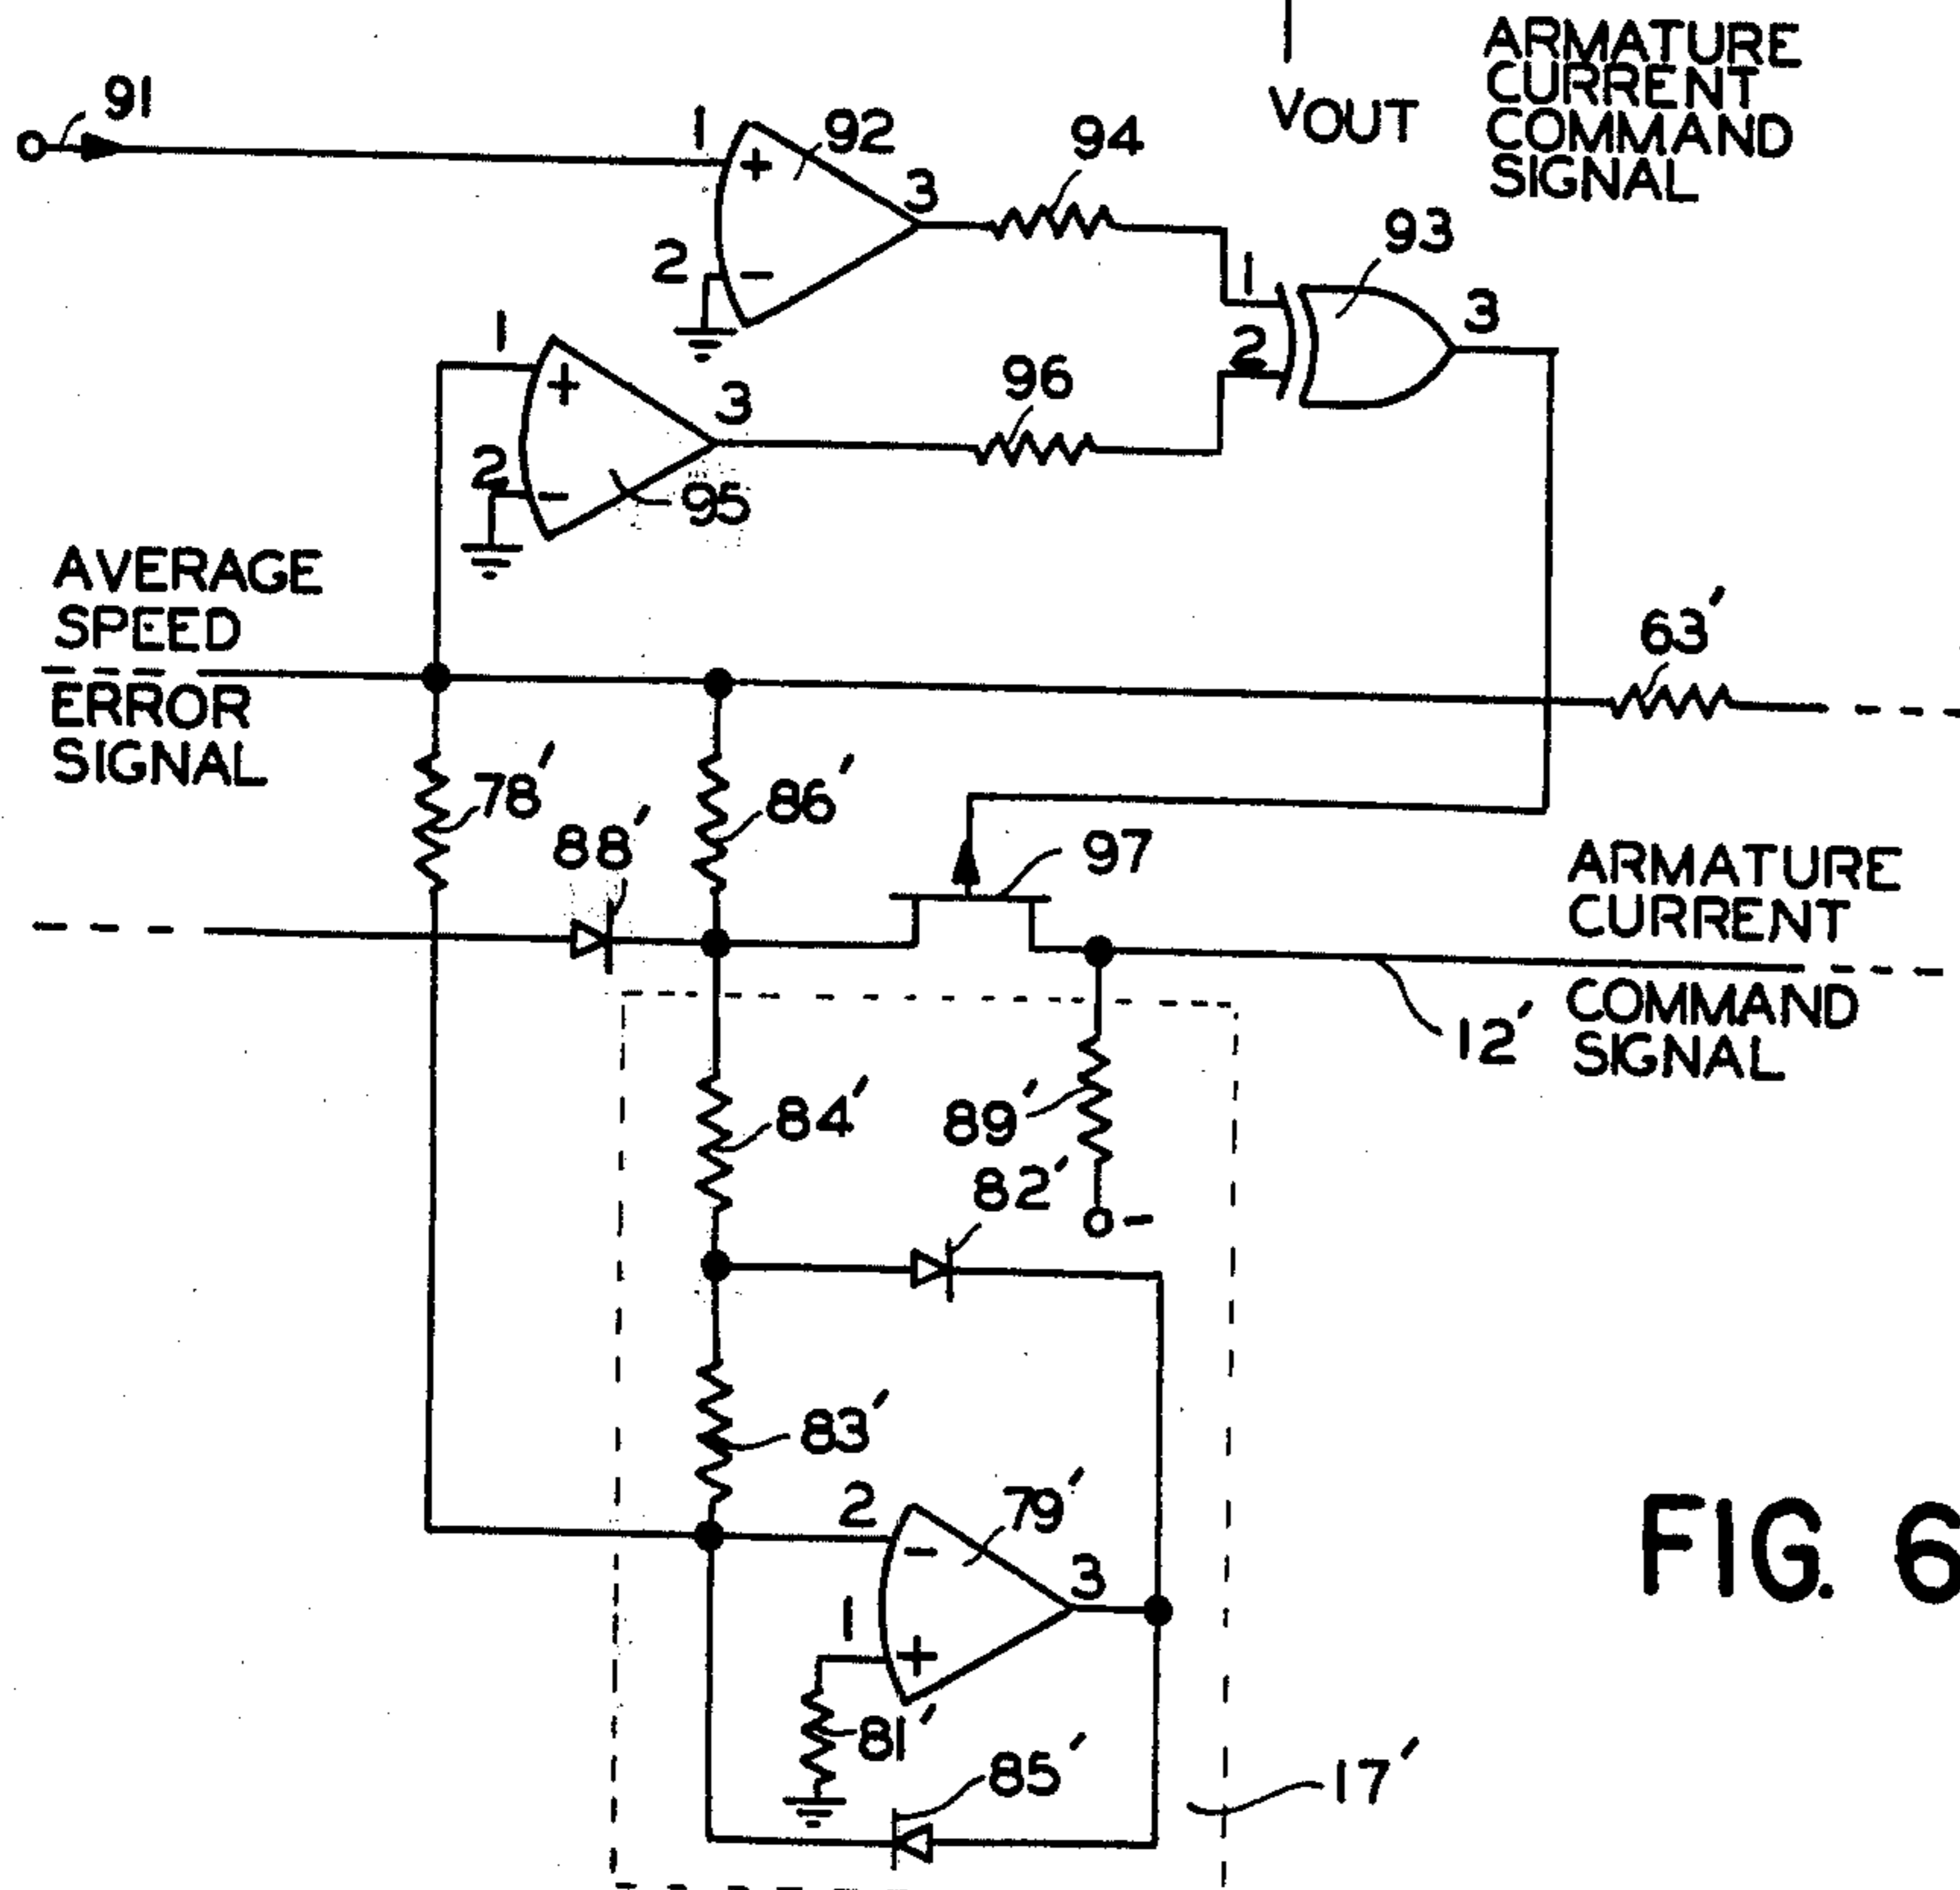 ARMATURE
CURRENT
COMMAND
SIGNAL
VOUT
91
1
92
94
3
93
2
1
3
1
2
96
3
2
95
AVERAGE
SPEED
ERROR
SIGNAL
63'
78'
86'
88'
97
ARMATURE
CURRENT
COMMAND
SIGNAL
12'
84'
89'
82'
83'
2
79'
3
1
81'
85'
17'
FIG. 6